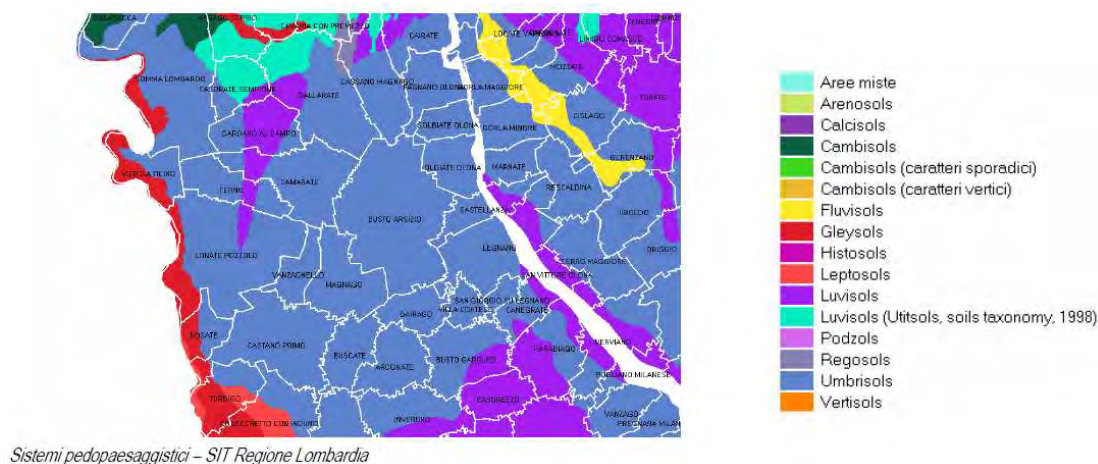 CAIRATE
SOMMA LOMBARDO
CASORATE SEMPIONE
GALLARATE
CASSANO MAGNAGO
FAGNANO OLONA
GORLA MAGGIORE
MOZZATE
CISLAGO
TURATE
CARDANO AL CAMPO
SOLBIATE OLONA
GORLA MINORE
GERENZANO
VIZZOLA TICINO
FERNO
SAMARATE
OLGIATE OLONA
MARNATE
RESCALDINA
BUSTO ARSIZIO
CASTELLANZA
UBOLDO
LONATE POZZOLO
LEGNANO
ORIGGIO
CERRO MAGGIORE
VANZAGHELLO
MAGNAGO
SAN VITTORE OLONA
SAN GIORGIO SU LEGNANO
VILLA CORTESE
DAIRAGO
CANEGRATE
NOSATE
CASTANO PRIMO
BUSCATE
ARCONATE
BUSTO GAROLFO
PARABIAGO
NERVIANO
POGLIANO MILANESE
TURBIGO
CASOREZZO
INVERUNO
VANZAGO
Aree miste
Arenosols
Calcisols
Cambisols
Cambisols (caratteri sporadici)
Cambisols (caratteri vertici)
Fluvisols
Gleysols
Histosols
Leptosols
Luvisols
Luvisols (Utitsols, soils taxonomy, 1998)
Podzols
Regosols
Umbrisols
Vertisols
Sistemi pedopaesaggistici – SIT Regione Lombardia